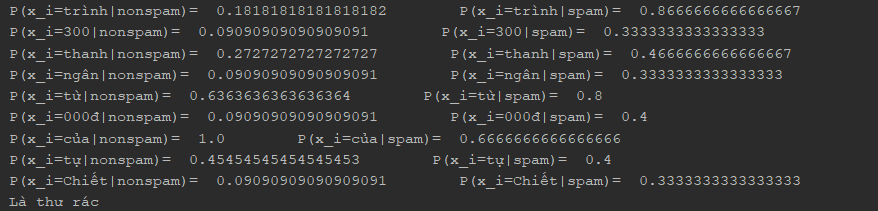 P(x_i=trình|nonspam)= 0.18181818181818182 P(x_i=trình|spam)= 0.8666666666666667
P(x_i=300|nonspam)= 0.09090909090909091 P(x_i=300|spam)= 0.3333333333333333
P(x_i=thanh|nonspam)= 0.2727272727272727 P(x_i=thanh|spam)= 0.4666666666666667
P(x_i=ngân|nonspam)= 0.09090909090909091 P(x_i=ngân|spam)= 0.3333333333333333
P(x_i=từ|nonspam)= 0.6363636363636364 P(x_i=từ|spam)= 0.8
P(x_i=000đ|nonspam)= 0.09090909090909091 P(x_i=000đ|spam)= 0.4
P(x_i=của|nonspam)= 1.0 P(x_i=của|spam)= 0.6666666666666666
P(x_i=tự|nonspam)= 0.45454545454545453 P(x_i=tự|spam)= 0.4
P(x_i=Chiết|nonspam)= 0.09090909090909091 P(x_i=Chiết|spam)= 0.3333333333333333
Là thư rác